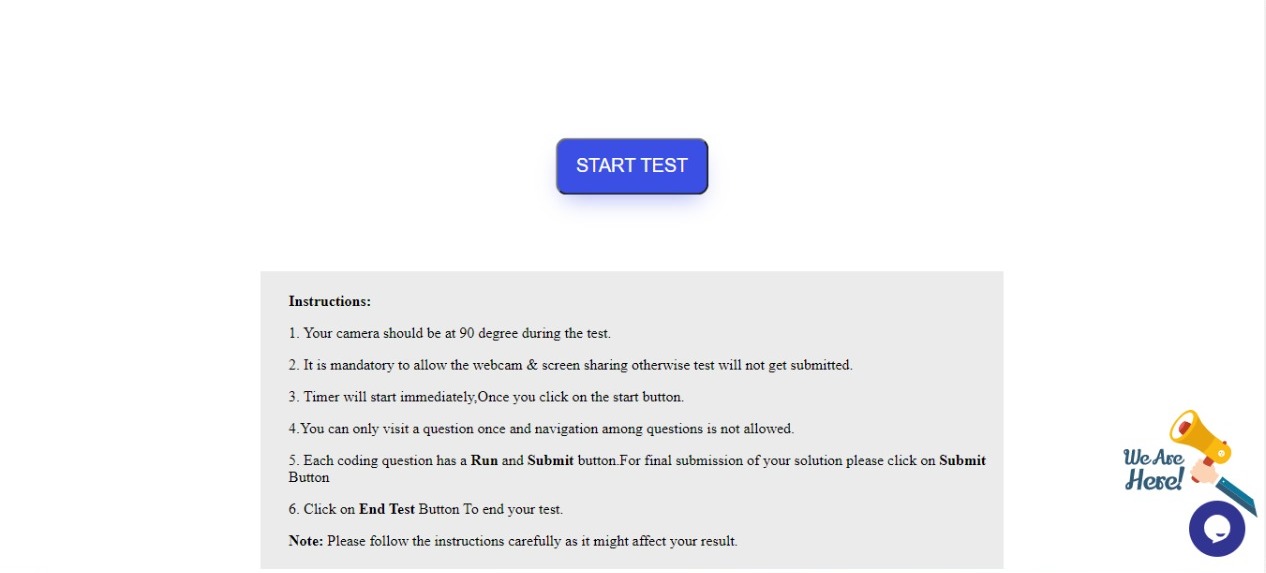 START TEST
Instructions:
1. Your camera should be at 90 degree during the test.
2. It is mandatory to allow the webcam & screen sharing otherwise test will not get submitted.
3. Timer will start immediately,Once you click on the start button.
4.You can only visit a question once and navigation among questions is not allowed.
5. Each coding question has a Run and Submit button.For final submission of your solution please click on Submit
Button
6. Click on End Test Button To end your test.
Note: Please follow the instructions carefully as it might affect your result.
We Are
Here!